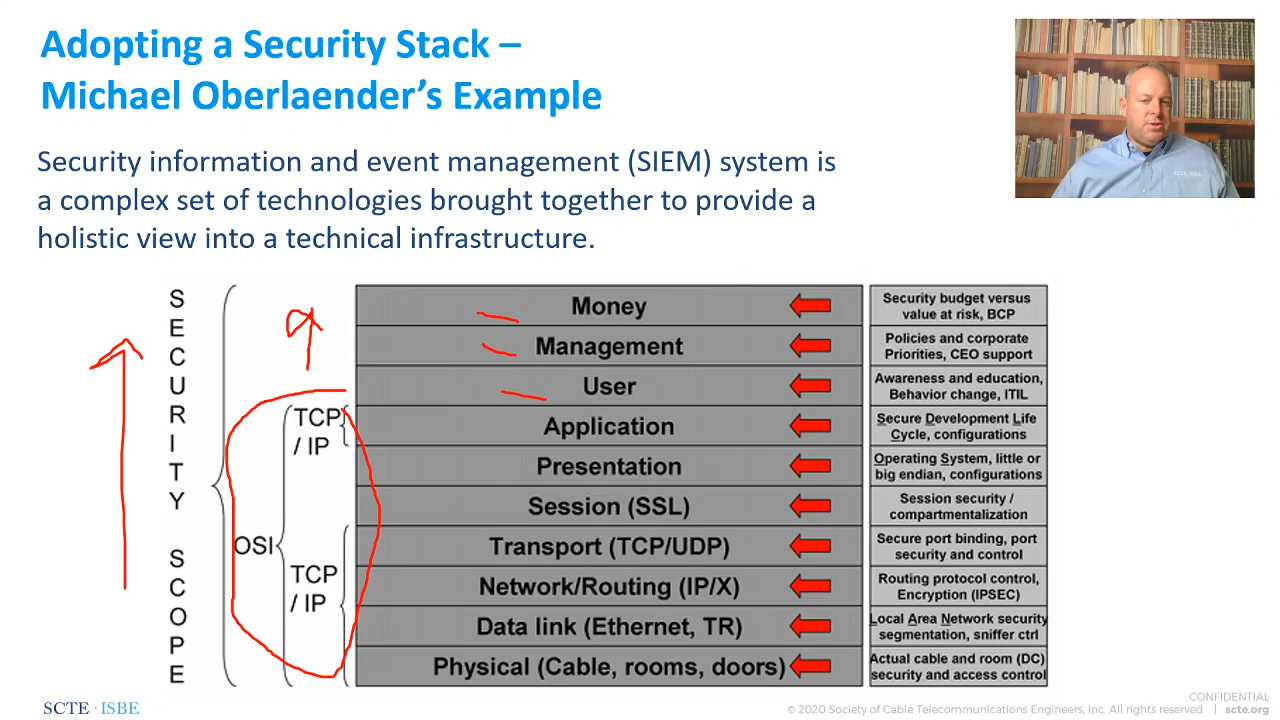 Adopting a Security Stack –
Michael Oberlaender's Example
Security information and event management (SIEM) system is
a complex set of technologies brought together to provide a
holistic view into a technical infrastructure.
SCTE·ISBE
SECURITY SCOPE
OSI
TCP
/ IP
TCP
/ IP
Money
Security budget versus
value at risk, BCP
Management
Policies and corporate
Priorities, CEO support
User
Awareness and education,
Behavior change, ITIL
Application
Secure Development Life
Cycle, configurations
Presentation
Operating System, little or
big endian, configurations
Session (SSL)
Session security /
compartmentalization
Transport (TCP/UDP)
Secure port binding, port
security and control
Network/Routing (IP/X)
Routing protocol control,
Encryption (IPSEC)
Data link (Ethernet, TR)
Local Area Network security
segmentation, sniffer ctrl
Physical (Cable, rooms, doors)
Actual cable and room (DC)
security and access control
SCTE · ISBE
CONFIDENTIAL
© 2020 Society of Cable Telecommunications Engineers, Inc. All rights reserved. | scte.org